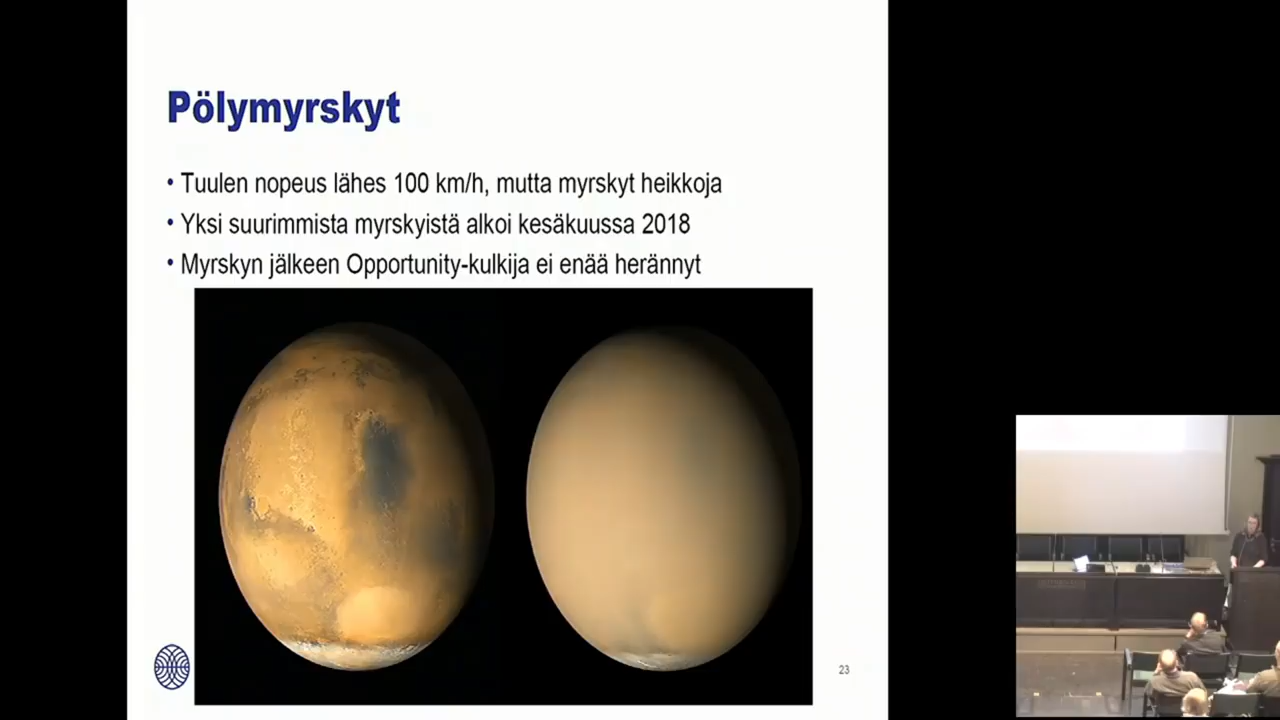 Pölymyrskyt
• Tuulen nopeus lähes 100 km/h, mutta myrskyt heikkoja
• Yksi suurimmista myrskyistä alkoi kesäkuussa 2018
• Myrskyn jälkeen Opportunity-kulkija ei enää herännyt
23